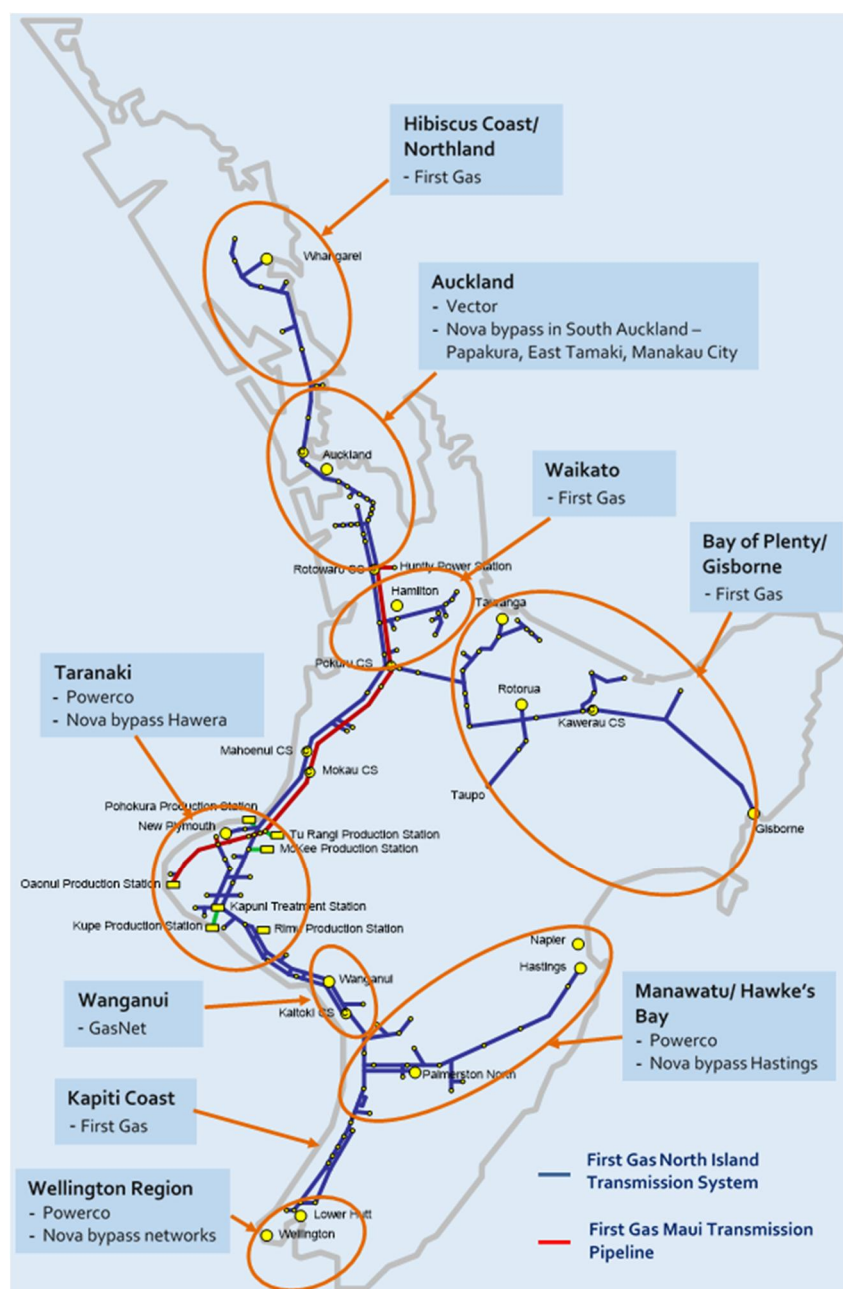 Hibiscus Coast/
Northland
- First Gas
Whangarei
Auckland
- Vector
- Nova bypass in South Auckland –
Papakura, East Tamaki, Manakau City
Auckland
Waikato
- First Gas
Rotowaru CS
Huntly Power Station
Hamilton
Bay of Plenty/
Gisborne
- First Gas
Tauranga
Pokuru CS
Rotorua
Kawerau CS
Taupo
Gisborne
Taranaki
- Powerco
- Nova bypass Hawera
Mahoenui CS
Mokau CS
Pohokura Production Station
New Plymouth
Tu Rangi Production Station
McKee Production Station
Oaonui Production Station
Kapuni Treatment Station
Kupe Production Station
Rimu Production Station
Napier
Hastings
Wanganui
Kaitoki CS
Wanganui
- GasNet
Manawatu/ Hawke's
Bay
- Powerco
- Nova bypass Hastings
Palmerston North
Kapiti Coast
- First Gas
Wellington Region
- Powerco
- Nova bypass networks
Lower Hutt
Wellington
First Gas North Island
Transmission System
First Gas Maui Transmission
Pipeline